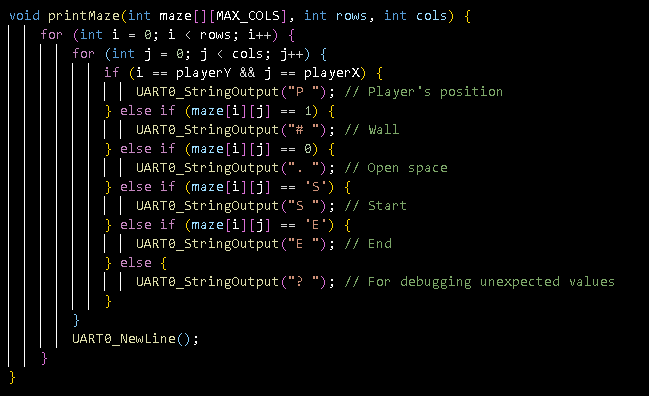 void printMaze(int maze[][MAX_COLS], int rows, int cols) {
    for (int i = 0; i < rows; i++) {
        for (int j = 0; j < cols; j++) {
            if (i == playerY && j == playerX) {
                UART0_StringOutput("P "); // Player's position
            } else if (maze[i][j] == 1) {
                UART0_StringOutput("# "); // Wall
            } else if (maze[i][j] == 0) {
                UART0_StringOutput(". "); // Open space
            } else if (maze[i][j] == 'S') {
                UART0_StringOutput("S "); // Start
            } else if (maze[i][j] == 'E') {
                UART0_StringOutput("E "); // End
            } else {
                UART0_StringOutput("? "); // For debugging unexpected values
            }
        }
        UART0_NewLine();
    }
}